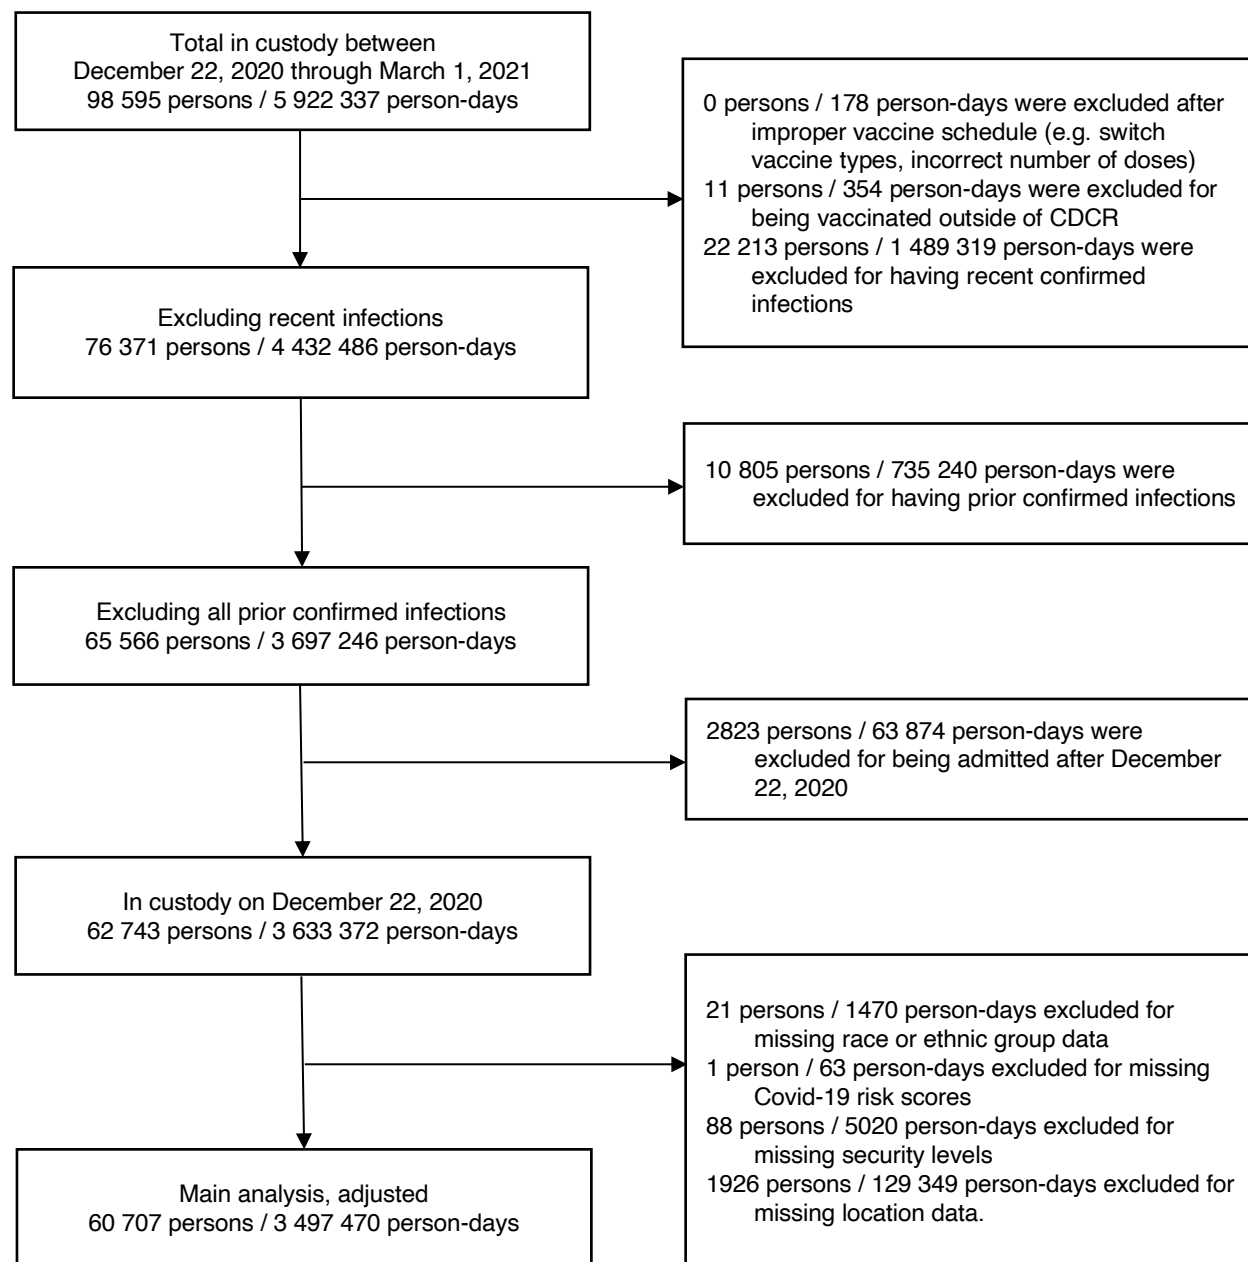 Total in custody between
December 22, 2020 through March 1, 2021
98 595 persons / 5 922 337 person-days
0 persons / 178 person-days were excluded after
improper vaccine schedule (e.g. switch
vaccine types, incorrect number of doses)
11 persons / 354 person-days were excluded for
being vaccinated outside of CDCR
22 213 persons / 1 489 319 person-days were
excluded for having recent confirmed
infections
Excluding recent infections
76 371 persons / 4 432 486 person-days
10 805 persons / 735 240 person-days were
excluded for having prior confirmed infections
Excluding all prior confirmed infections
65 566 persons / 3 697 246 person-days
2823 persons / 63 874 person-days were
excluded for being admitted after December
22, 2020
In custody on December 22, 2020
62 743 persons / 3 633 372 person-days
21 persons / 1470 person-days excluded for
missing race or ethnic group data
1 person / 63 person-days excluded for missing
Covid-19 risk scores
88 persons / 5020 person-days excluded for
missing security levels
1926 persons / 129 349 person-days excluded for
missing location data.
Main analysis, adjusted
60 707 persons / 3 497 470 person-days